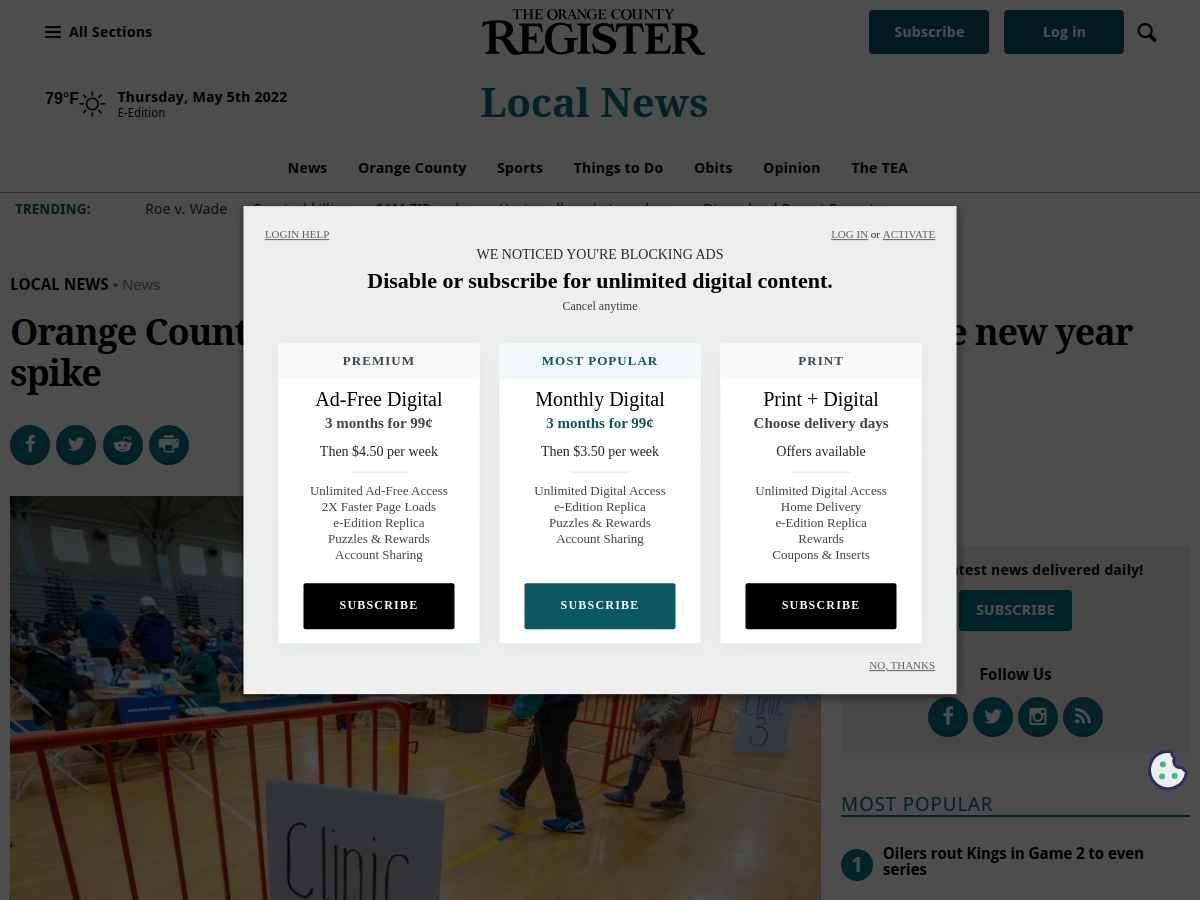 All Sections
THE ORANGE COUNTY
REGISTER
Subscribe
Log in
79°F
Thursday, May 5th 2022
E-Edition
Local News
News
Orange County
Sports
Things to Do
Obits
Opinion
The TEA
TRENDING:
Roe v. Wade
LOCAL NEWS • News
Orange Count
e new year
spike
LOGIN HELP
LOG IN or ACTIVATE
WE NOTICED YOU'RE BLOCKING ADS
Disable or subscribe for unlimited digital content.
Cancel anytime
PREMIUM
Ad-Free Digital
3 months for 99¢
Then $4.50 per week
Unlimited Ad-Free Access
2X Faster Page Loads
e-Edition Replica
Puzzles & Rewards
Account Sharing
SUBSCRIBE
MOST POPULAR
Monthly Digital
3 months for 99¢
Then $3.50 per week
Unlimited Digital Access
e-Edition Replica
Puzzles & Rewards
Account Sharing
SUBSCRIBE
PRINT
Print + Digital
Choose delivery days
Offers available
Unlimited Digital Access
Home Delivery
e-Edition Replica
Rewards
Coupons & Inserts
SUBSCRIBE
NO, THANKS
test news delivered daily!
SUBSCRIBE
Follow Us
Clinic
3
Clinic
MOST POPULAR
1
Oilers rout Kings in Game 2 to even
series